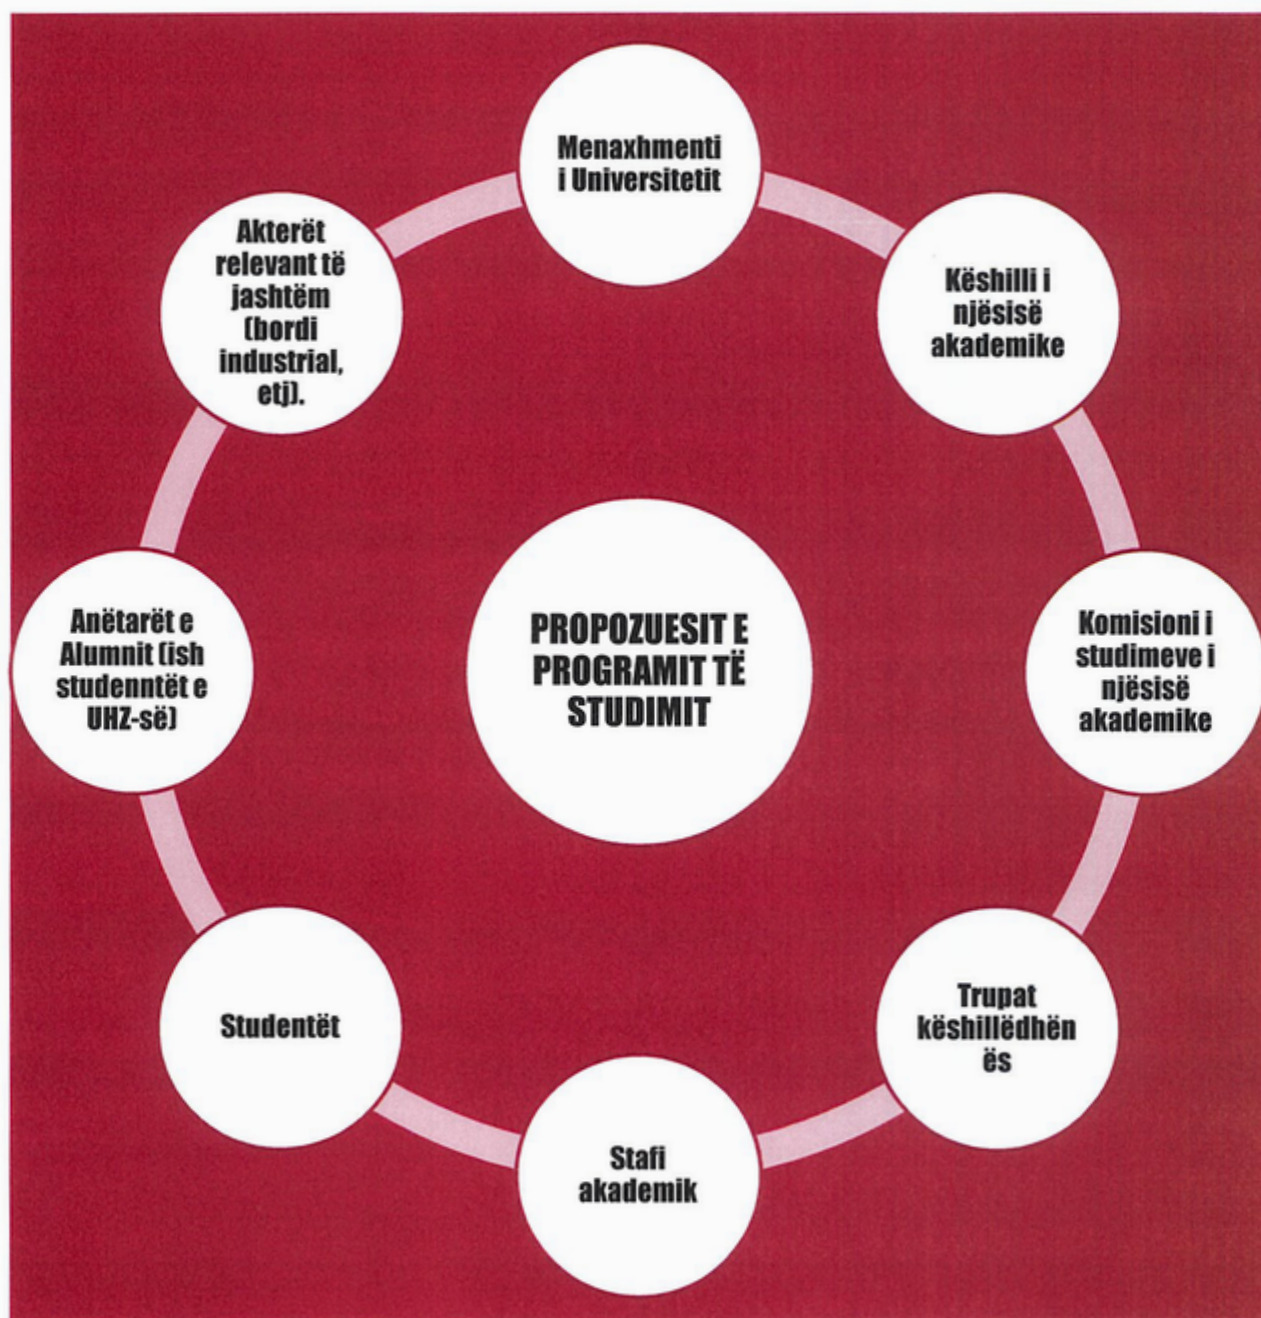 Menaxhmenti
i Universitetit
Këshilli i
njësisë
akademike
Komisioni i
studimeve i
njësisë
akademike
Trupat
këshillëdhën
ës
Stafi
akademik
Studentët
Anëtarët e
Alumnit (ish
studenntët e
UHZ-së)
Akterët
relevant të
jashtëm
(bordi
industrial,
etj).
PROPOZUESIT E
PROGRAMIT TË
STUDIMIT